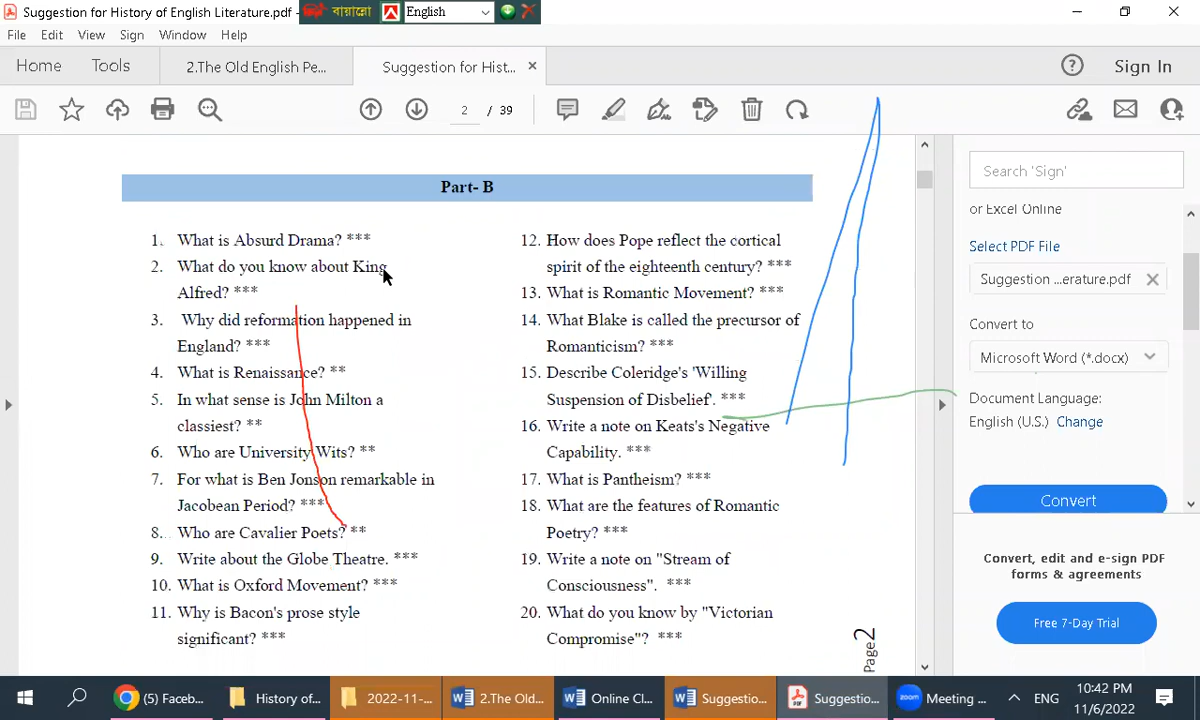 Suggestion for History of English Literature.pdf -
বায়ান্নো
English
File Edit View Sign Window Help
Home Tools 2.The Old English Pe... Suggestion for Hist... × Sign In
2 / 39
Part- B
1. What is Absurd Drama? ***
2. What do you know about King
Alfred? ***
3. Why did reformation happened in
England? ***
4. What is Renaissance? **
5. In what sense is John Milton a
classiest? **
6. Who are University Wits? **
7. For what is Ben Jonson remarkable in
Jacobean Period? ***
8. Who are Cavalier Poets? **
9. Write about the Globe Theatre. ***
10. What is Oxford Movement? ***
11. Why is Bacon's prose style
significant? ***
12. How does Pope reflect the cortical
spirit of the eighteenth century? ***
13. What is Romantic Movement? ***
14. What Blake is called the precursor of
Romanticism? ***
15. Describe Coleridge's 'Willing
Suspension of Disbelief'. ***
16. Write a note on Keats's Negative
Capability. ***
17. What is Pantheism? ***
18. What are the features of Romantic
Poetry? ***
19. Write a note on "Stream of
Consciousness". ***
20. What do you know by "Victorian
Compromise"? ***
Page2
Search 'Sign'
or Excel Online
Select PDF File
Suggestion ...erature.pdf
Convert to
Microsoft Word (*.docx)
Document Language:
English (U.S.) Change
Convert
Convert, edit and e-sign PDF
forms & agreements
Free 7-Day Trial
(5) Faceb... History of... 2022-11-... 2.The Old... Online Cl... Suggestio... Suggestio... Meeting ... ENG
10:42 PM
11/6/2022